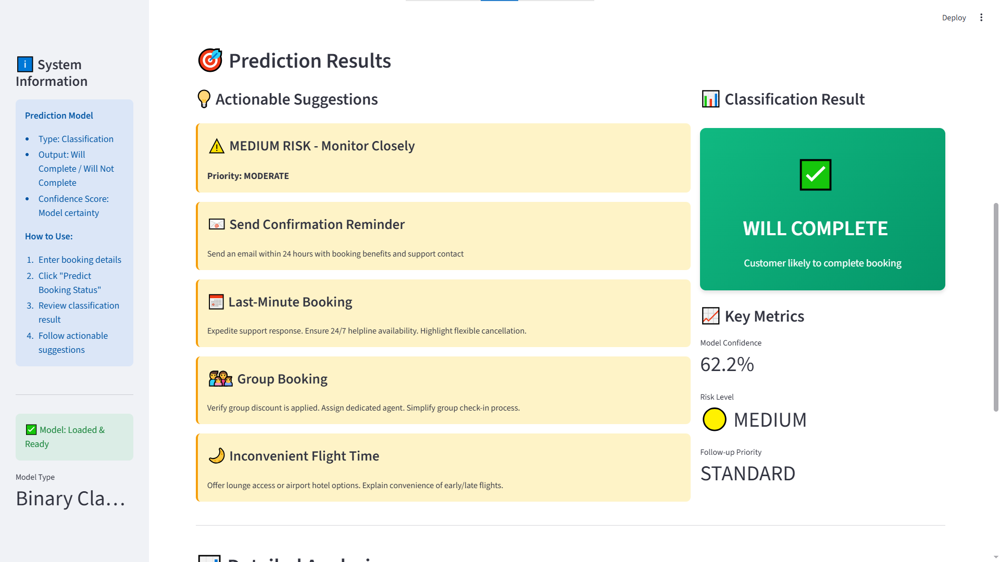 Deploy
System
Information
Prediction Model
• Type: Classification
• Output: Will
Complete / Will Not
Complete
• Confidence Score:
Model certainty
How to Use:
1. Enter booking details
2. Click "Predict
Booking Status"
3. Review classification
result
4. Follow actionable
suggestions
Model: Loaded &
Ready
Model Type
Binary Cla...
Prediction Results
Actionable Suggestions
MEDIUM RISK - Monitor Closely
Priority: MODERATE
Send Confirmation Reminder
Send an email within 24 hours with booking benefits and support contact
Last-Minute Booking
Expedite support response. Ensure 24/7 helpline availability. Highlight flexible cancellation.
Group Booking
Verify group discount is applied. Assign dedicated agent. Simplify group check-in process.
Inconvenient Flight Time
Offer lounge access or airport hotel options. Explain convenience of early/late flights.
Classification Result
WILL COMPLETE
Customer likely to complete booking
Key Metrics
Model Confidence
62.2%
Risk Level
MEDIUM
Follow-up Priority
STANDARD